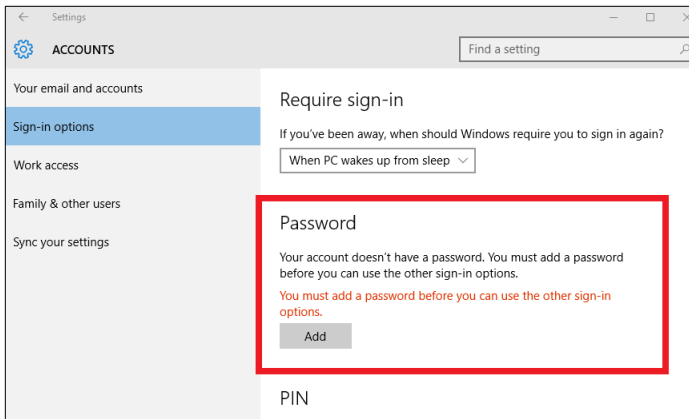 Settings
ACCOUNTS
Find a setting
Your email and accounts
Sign-in options
Work access
Family & other users
Sync your settings
Require sign-in
If you've been away, when should Windows require you to sign in again?
When PC wakes up from sleep
Password
Your account doesn't have a password. You must add a password
before you can use the other sign-in options.
You must add a password before you can use the other sign-in
options.
Add
PIN